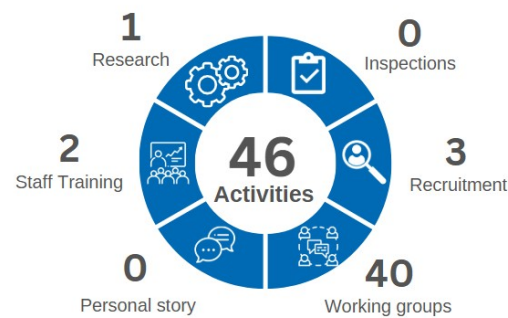 1
Research
0
Inspections
2
Staff Training
46
Activities
3
Recruitment
0
Personal story
40
Working groups